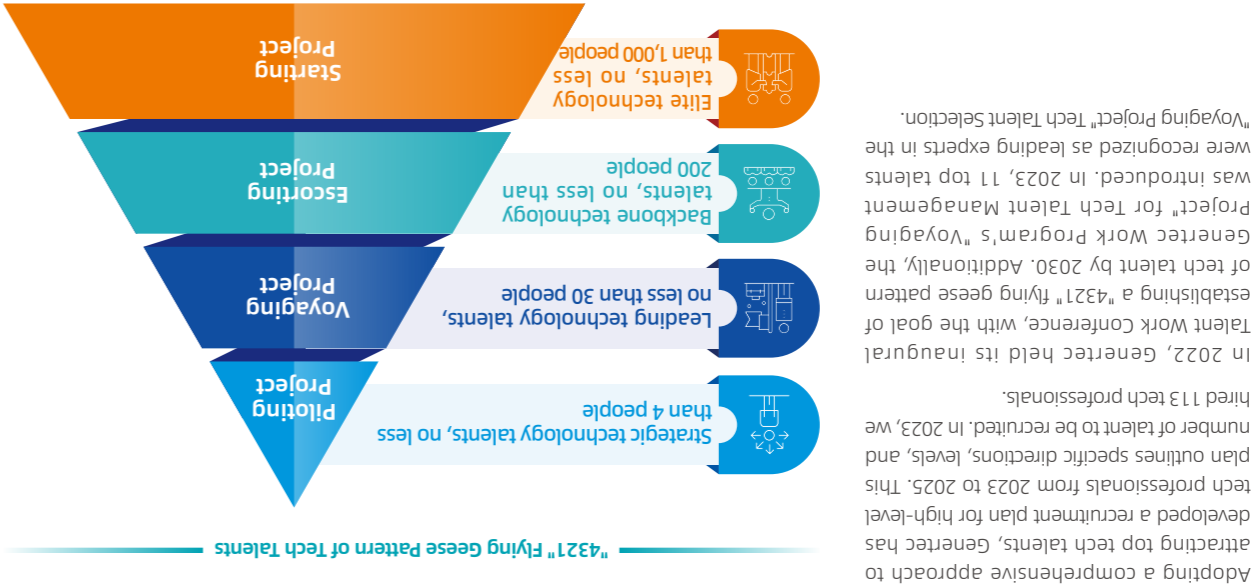 Adopting a comprehensive approach to
attracting top tech talents, Genertec has
developed a recruitment plan for high-level
tech professionals from 2023 to 2025. This
plan outlines specific directions, levels, and
number of talent to be recruited. In 2023, we
hired 113 tech professionals.
In 2022, Genertec held its inaugural
Talent Work Conference, with the goal of
establishing a "4321" flying geese pattern
of tech talent by 2030. Additionally, the
Genertec Work Program's "Voyaging
Project" for Tech Talent Management
was introduced. In 2023, 11 top talents
were recognized as leading experts in the
"Voyaging Project" Tech Talent Selection.
"4321" Flying Geese Pattern of Tech Talents
Strategic technology talents, no less
than 4 people
Piloting
Project
Leading technology talents,
no less than 30 people
Voyaging
Project
Backbone technology
talents, no less than
200 people
Escorting
Project
Elite technology
talents, no less
than 1,000 people
Starting
Project